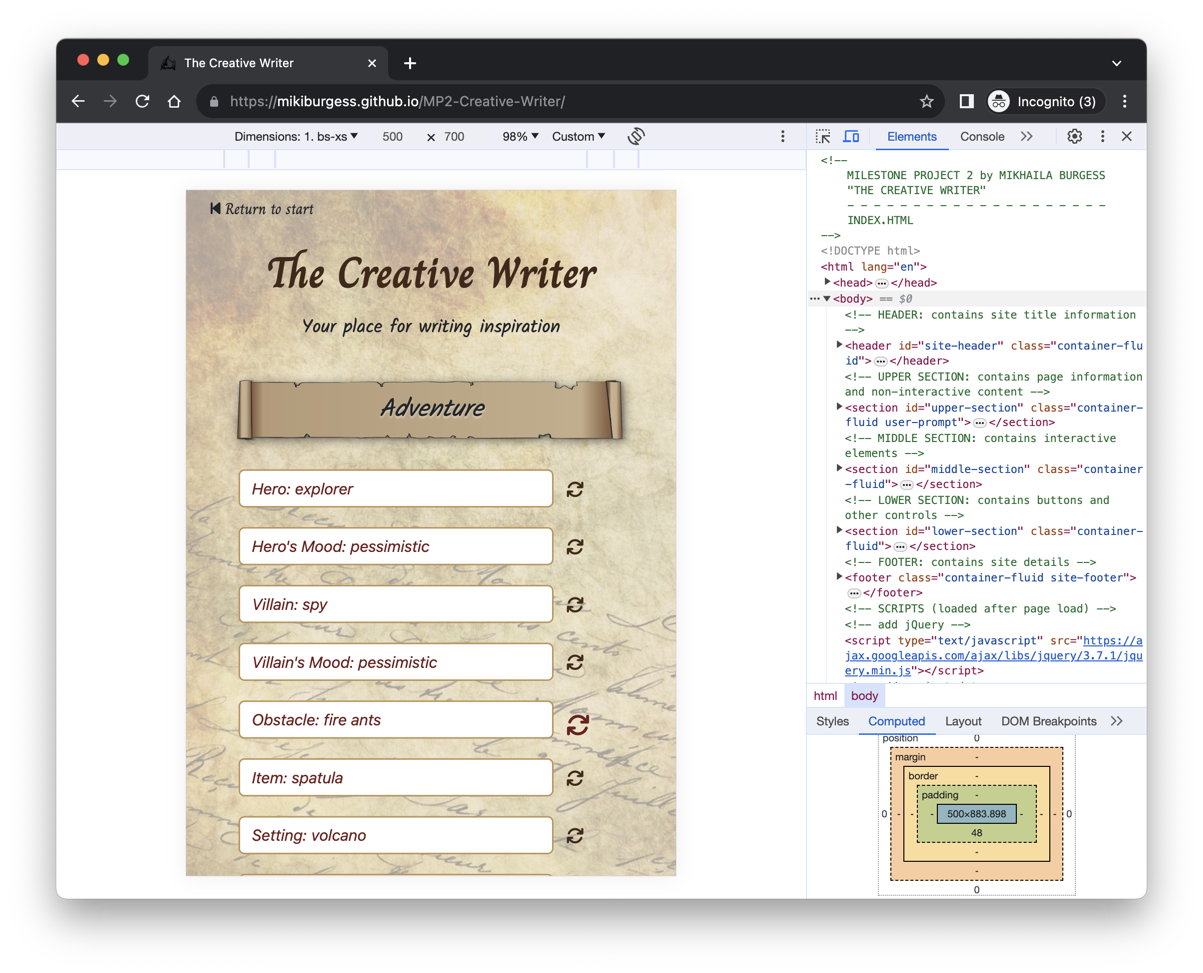 The Creative Writer
https://mikiburgess.github.io/MP2-Creative-Writer/
Incognito (3)
Dimensions: 1. bs-xs ▼ 500 × 700 98% ▼ Custom ▼
Return to start
The Creative Writer
Your place for writing inspiration
Adventure
Hero: explorer
Hero's Mood: pessimistic
Villain: spy
Villain's Mood: pessimistic
Obstacle: fire ants
Item: spatula
Setting: volcano
Elements Console
<!--
MILESTONE PROJECT 2 by MIKHAILA BURGESS
"THE CREATIVE WRITER"
- - - - - - - - - - - - - - - - - - - -
INDEX.HTML
-->
<!DOCTYPE html>
<html lang="en">
<head> … </head>
… <body> == $0
<!-- HEADER: contains site title information
-->
<header id="site-header" class="container-flu
id"> … </header>
<!-- UPPER SECTION: contains page information
and non-interactive content -->
<section id="upper-section" class="container-
fluid user-prompt"> … </section>
<!-- MIDDLE SECTION: contains interactive
elements -->
<section id="middle-section" class="container
-fluid"> … </section>
<!-- LOWER SECTION: contains buttons and
other controls -->
<section id="lower-section" class="container-
fluid"> … </section>
<!-- FOOTER: contains site details -->
<footer class="container-fluid site-footer">
… </footer>
<!-- SCRIPTS (loaded after page load) -->
<!-- add jQuery -->
<script type="text/javascript" src="https://a
jax.googleapis.com/ajax/libs/jquery/3.7.1/jqu
ery.min.js"></script>
html body
Styles Computed Layout DOM Breakpoints
position 0
margin -
border -
padding -
0 - - - 500×883.898 - - - 0
48
-
-
0